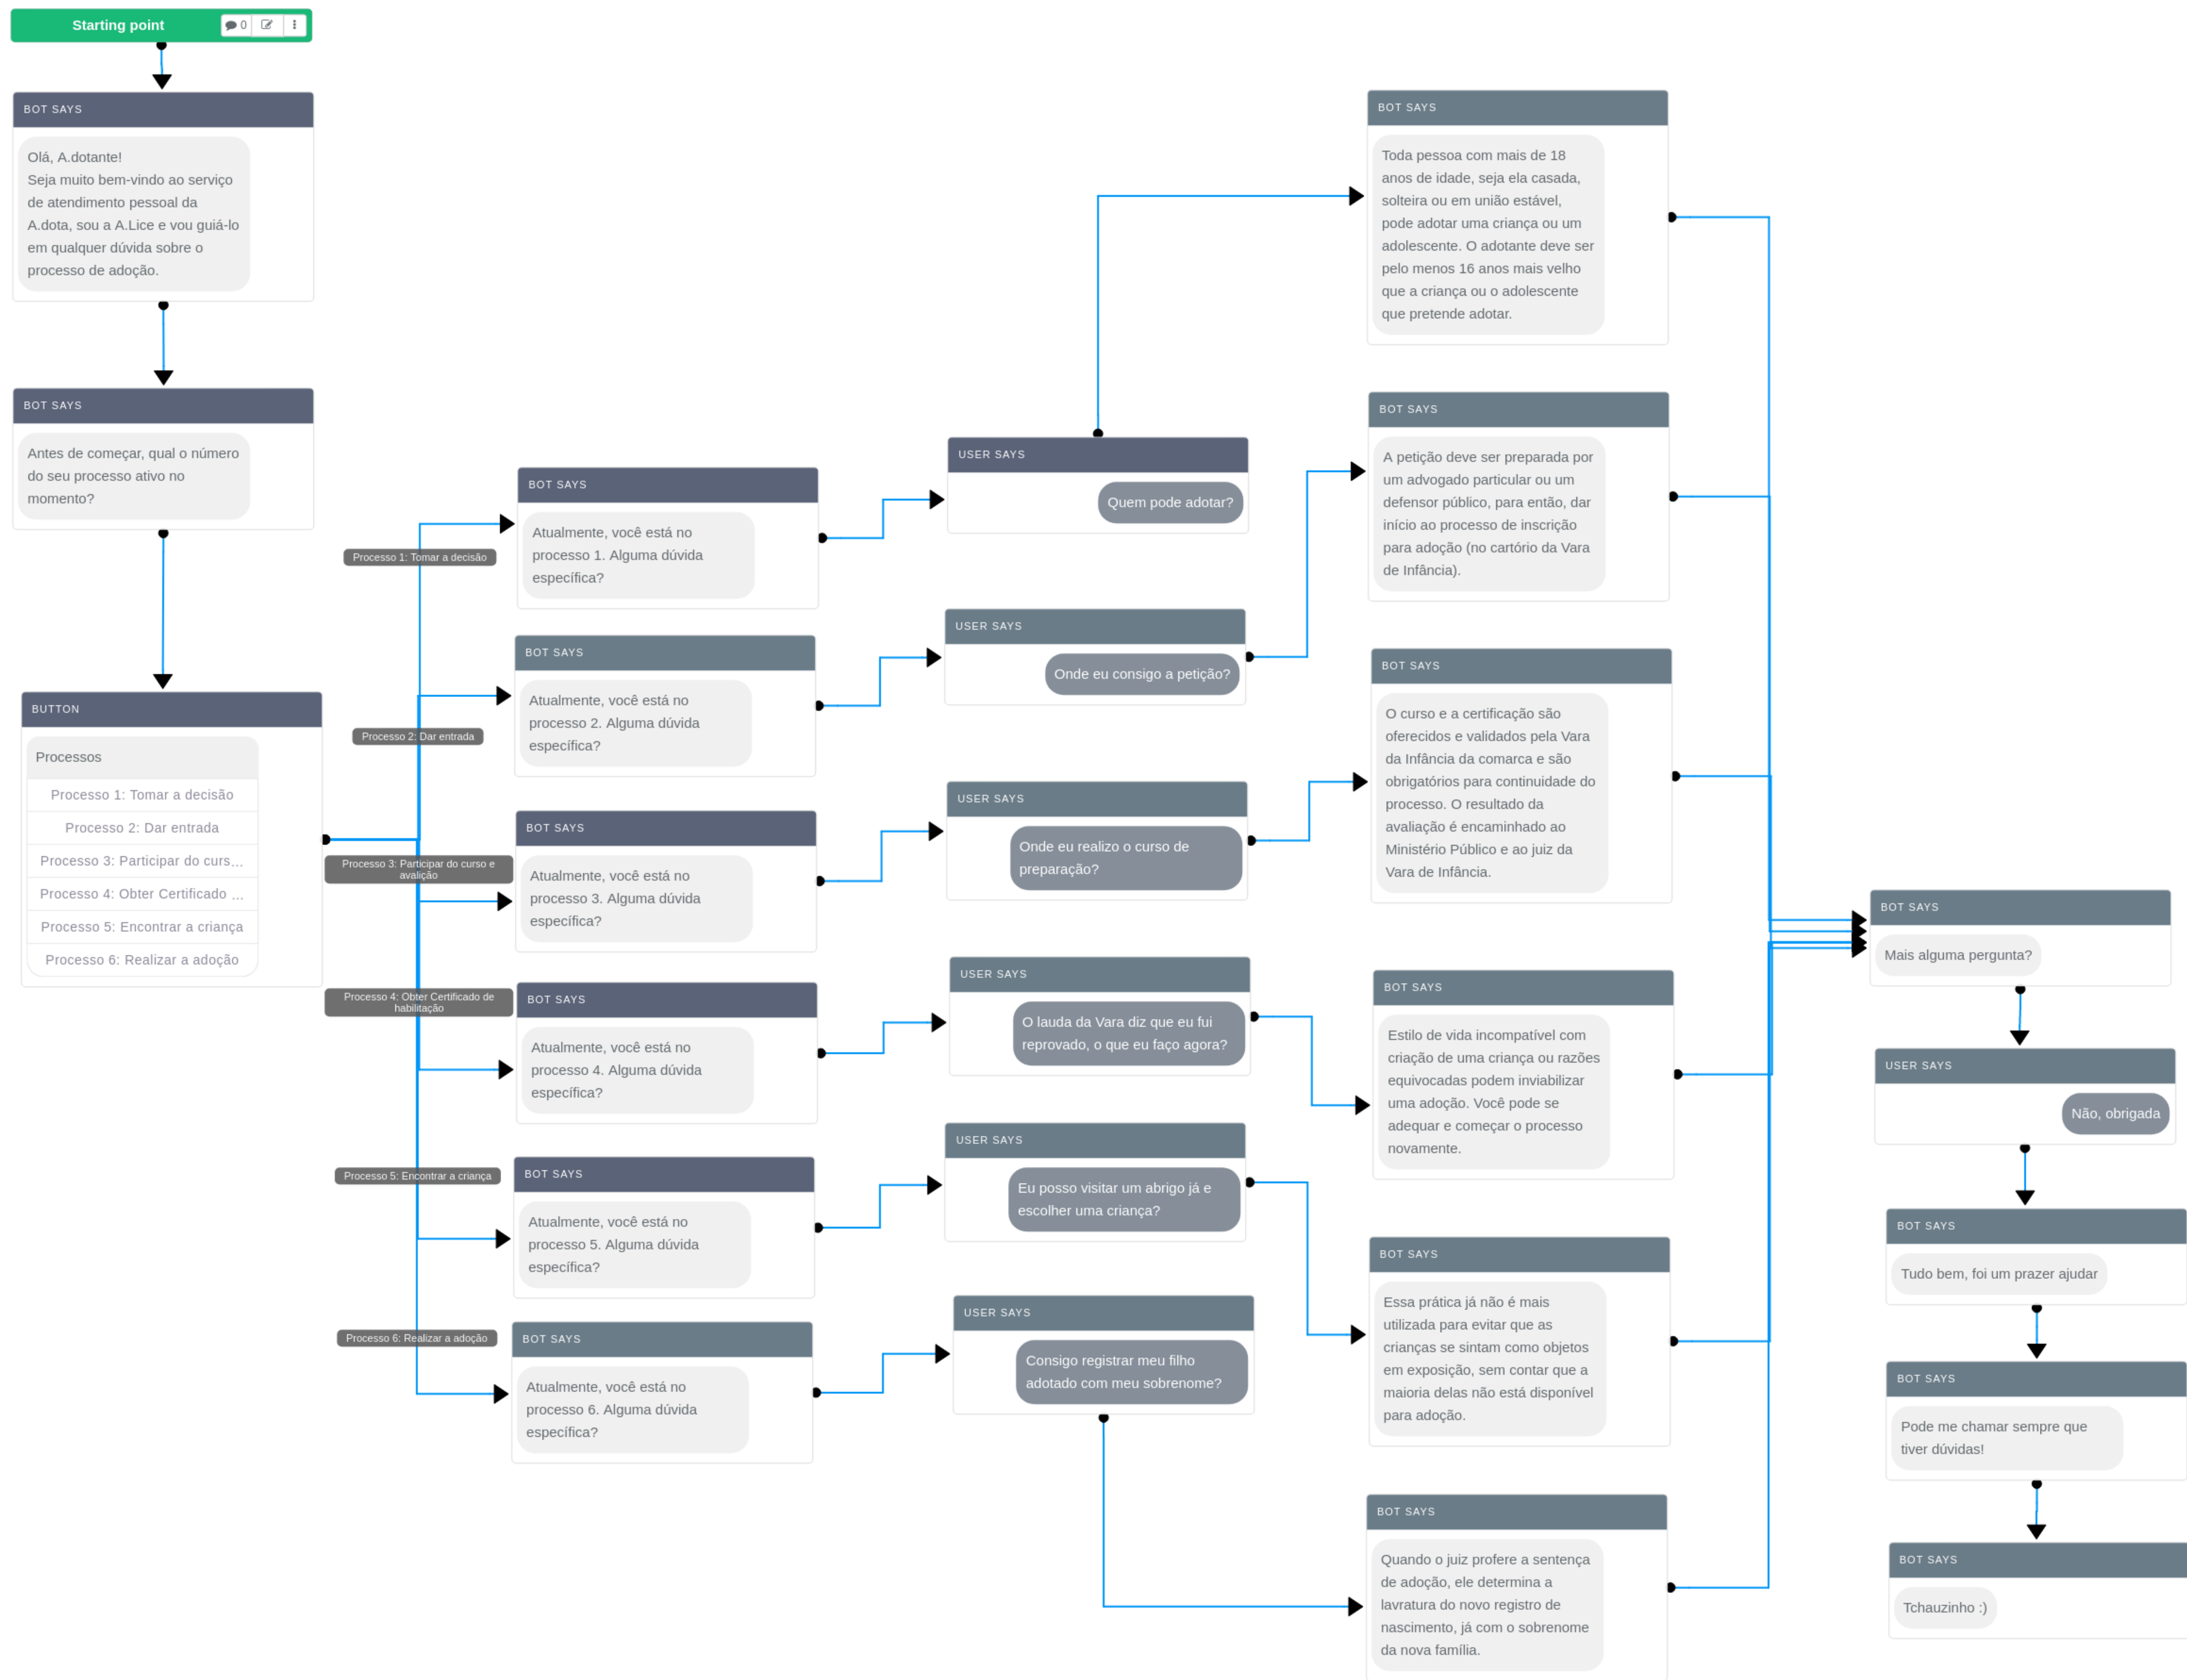 Starting point
0
BOT SAYS
Olá, A.dotante!
Seja muito bem-vindo ao serviço
de atendimento pessoal da
A.dota, sou a A.Lice e vou guiá-lo
em qualquer dúvida sobre o
processo de adoção.
BOT SAYS
Antes de começar, qual o número
do seu processo ativo no
momento?
BUTTON
Processos
Processo 1: Tomar a decisão
Processo 2: Dar entrada
Processo 3: Participar do curs...
Processo 4: Obter Certificado ...
Processo 5: Encontrar a criança
Processo 6: Realizar a adoção
Processo 1: Tomar a decisão
Processo 2: Dar entrada
Processo 3: Participar do curso e
avalição
Processo 4: Obter Certificado de
habilitação
Processo 5: Encontrar a criança
Processo 6: Realizar a adoção
BOT SAYS
Atualmente, você está no
processo 1. Alguma dúvida
específica?
BOT SAYS
Atualmente, você está no
processo 2. Alguma dúvida
específica?
BOT SAYS
Atualmente, você está no
processo 3. Alguma dúvida
específica?
BOT SAYS
Atualmente, você está no
processo 4. Alguma dúvida
específica?
BOT SAYS
Atualmente, você está no
processo 5. Alguma dúvida
específica?
BOT SAYS
Atualmente, você está no
processo 6. Alguma dúvida
específica?
USER SAYS
Quem pode adotar?
USER SAYS
Onde eu consigo a petição?
USER SAYS
Onde eu realizo o curso de
preparação?
USER SAYS
O lauda da Vara diz que eu fui
reprovado, o que eu faço agora?
USER SAYS
Eu posso visitar um abrigo já e
escolher uma criança?
USER SAYS
Consigo registrar meu filho
adotado com meu sobrenome?
BOT SAYS
Toda pessoa com mais de 18
anos de idade, seja ela casada,
solteira ou em união estável,
pode adotar uma criança ou um
adolescente. O adotante deve ser
pelo menos 16 anos mais velho
que a criança ou o adolescente
que pretende adotar.
BOT SAYS
A petição deve ser preparada por
um advogado particular ou um
defensor público, para então, dar
início ao processo de inscrição
para adoção (no cartório da Vara
de Infância).
BOT SAYS
O curso e a certificação são
oferecidos e validados pela Vara
da Infância da comarca e são
obrigatórios para continuidade do
processo. O resultado da
avaliação é encaminhado ao
Ministério Público e ao juiz da
Vara de Infância.
BOT SAYS
Estilo de vida incompatível com
criação de uma criança ou razões
equivocadas podem inviabilizar
uma adoção. Você pode se
adequar e começar o processo
novamente.
BOT SAYS
Essa prática já não é mais
utilizada para evitar que as
crianças se sintam como objetos
em exposição, sem contar que a
maioria delas não está disponível
para adoção.
BOT SAYS
Quando o juiz profere a sentença
de adoção, ele determina a
lavratura do novo registro de
nascimento, já com o sobrenome
da nova família.
BOT SAYS
Mais alguma pergunta?
USER SAYS
Não, obrigada
BOT SAYS
Tudo bem, foi um prazer ajudar
BOT SAYS
Pode me chamar sempre que
tiver dúvidas!
BOT SAYS
Tchauzinho :)